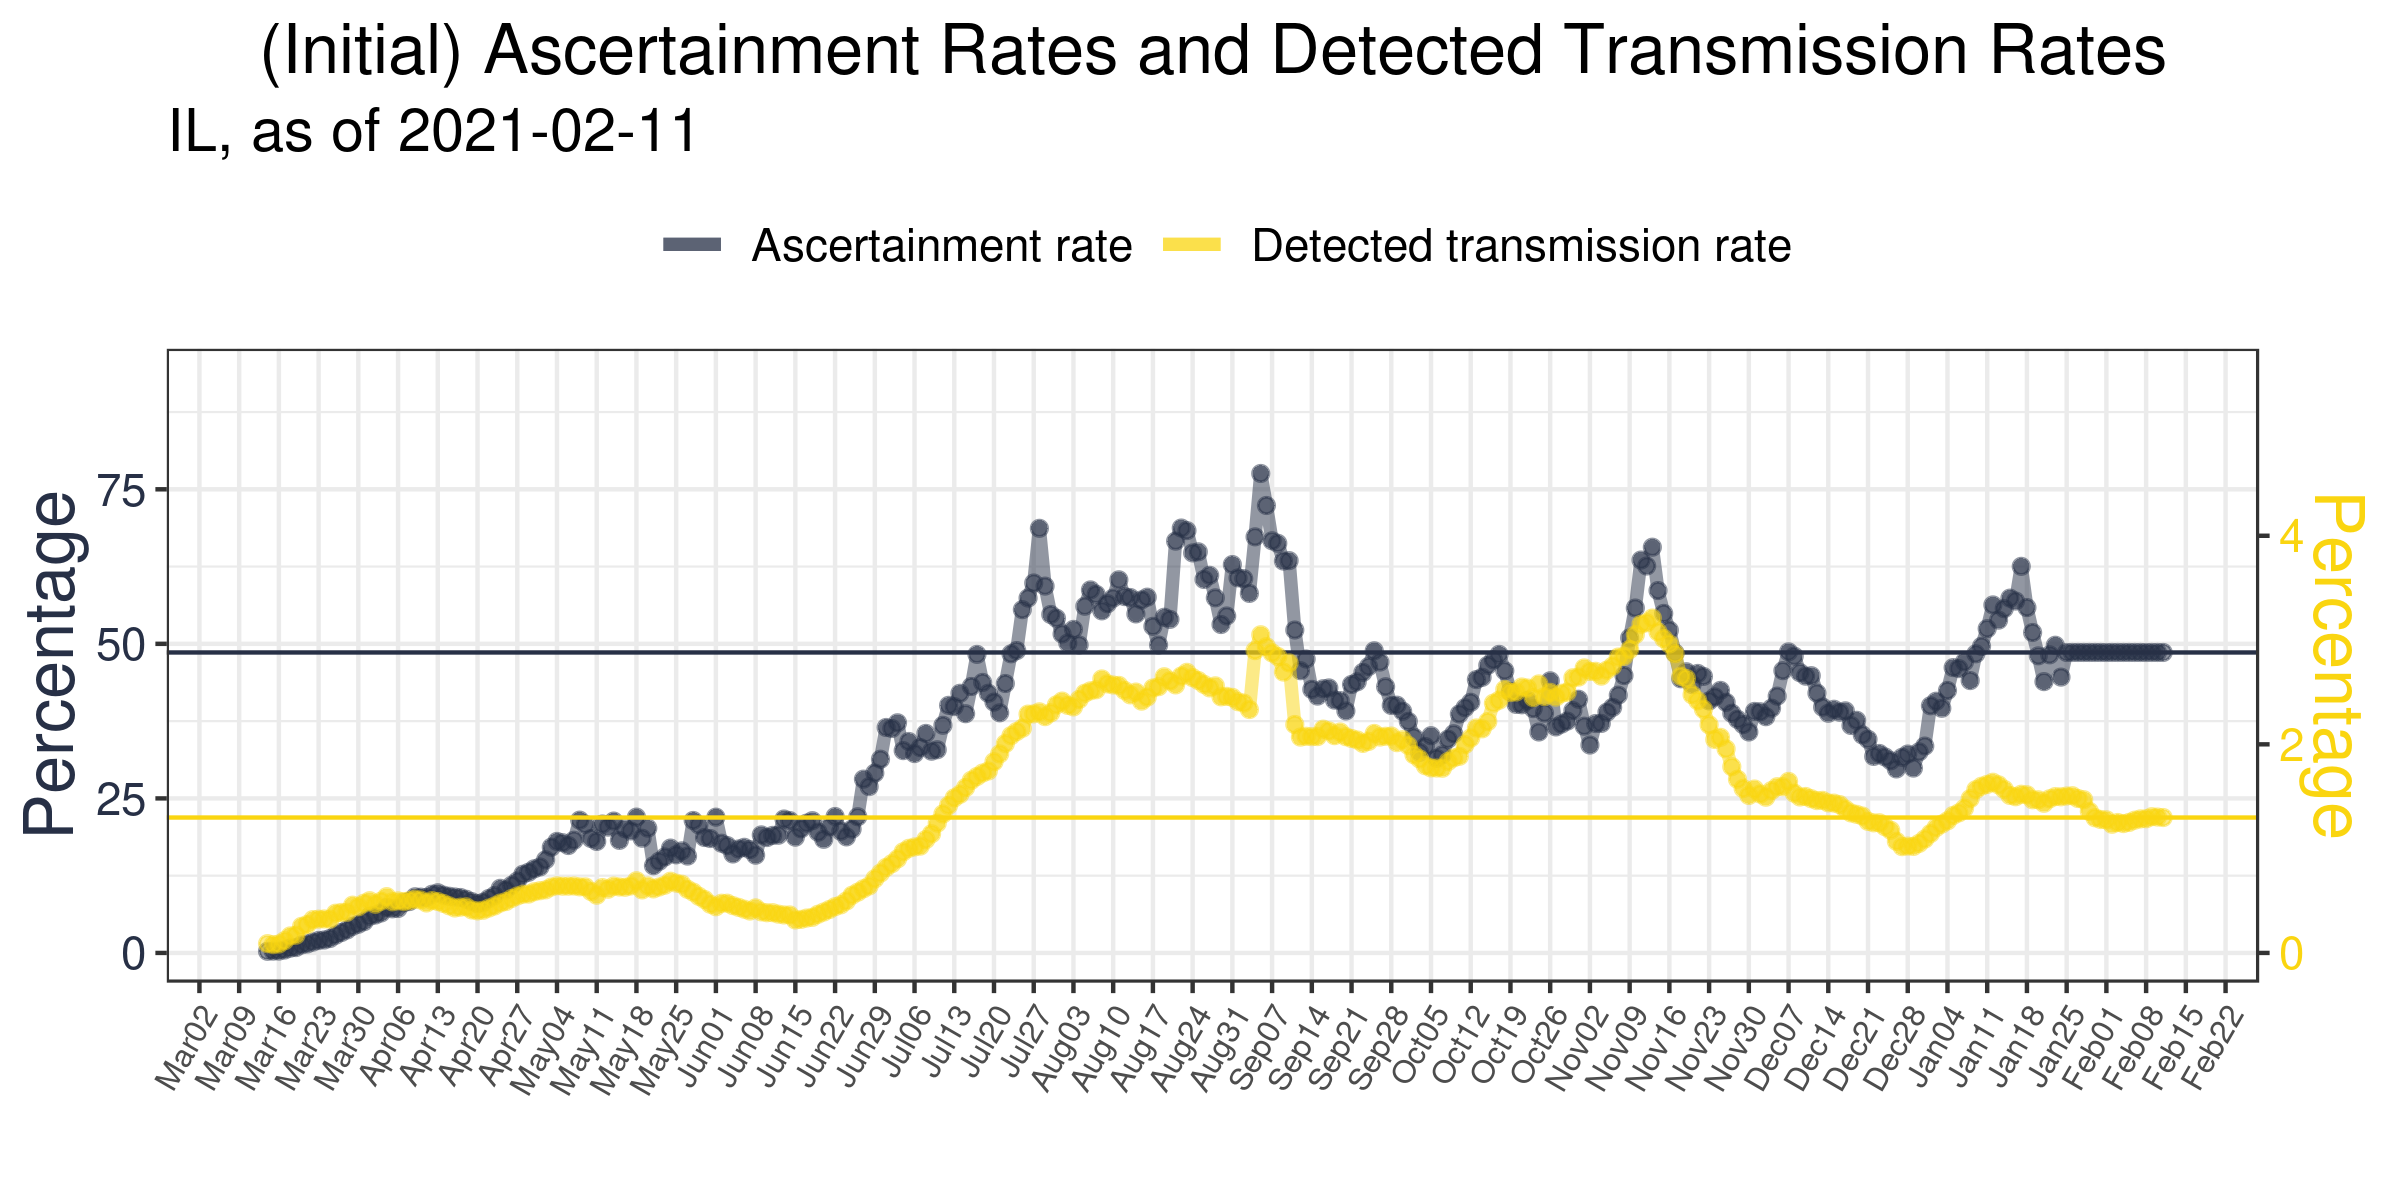 (Initial) Ascertainment Rates and Detected Transmission Rates
IL, as of 2021-02-11
Ascertainment rate
Detected transmission rate
Percentage
75
50
25
0
4
2
0
Percentage
Mar02
Mar09
Mar16
Mar23
Mar30
Apr06
Apr13
Apr20
Apr27
May04
May11
May18
May25
Jun01
Jun08
Jun15
Jun22
Jun29
Jul06
Jul13
Jul20
Jul27
Aug03
Aug10
Aug17
Aug24
Aug31
Sep07
Sep14
Sep21
Sep28
Oct05
Oct12
Oct19
Oct26
Nov02
Nov09
Nov16
Nov23
Nov30
Dec07
Dec14
Dec21
Dec28
Jan04
Jan11
Jan18
Jan25
Feb01
Feb08
Feb15
Feb22